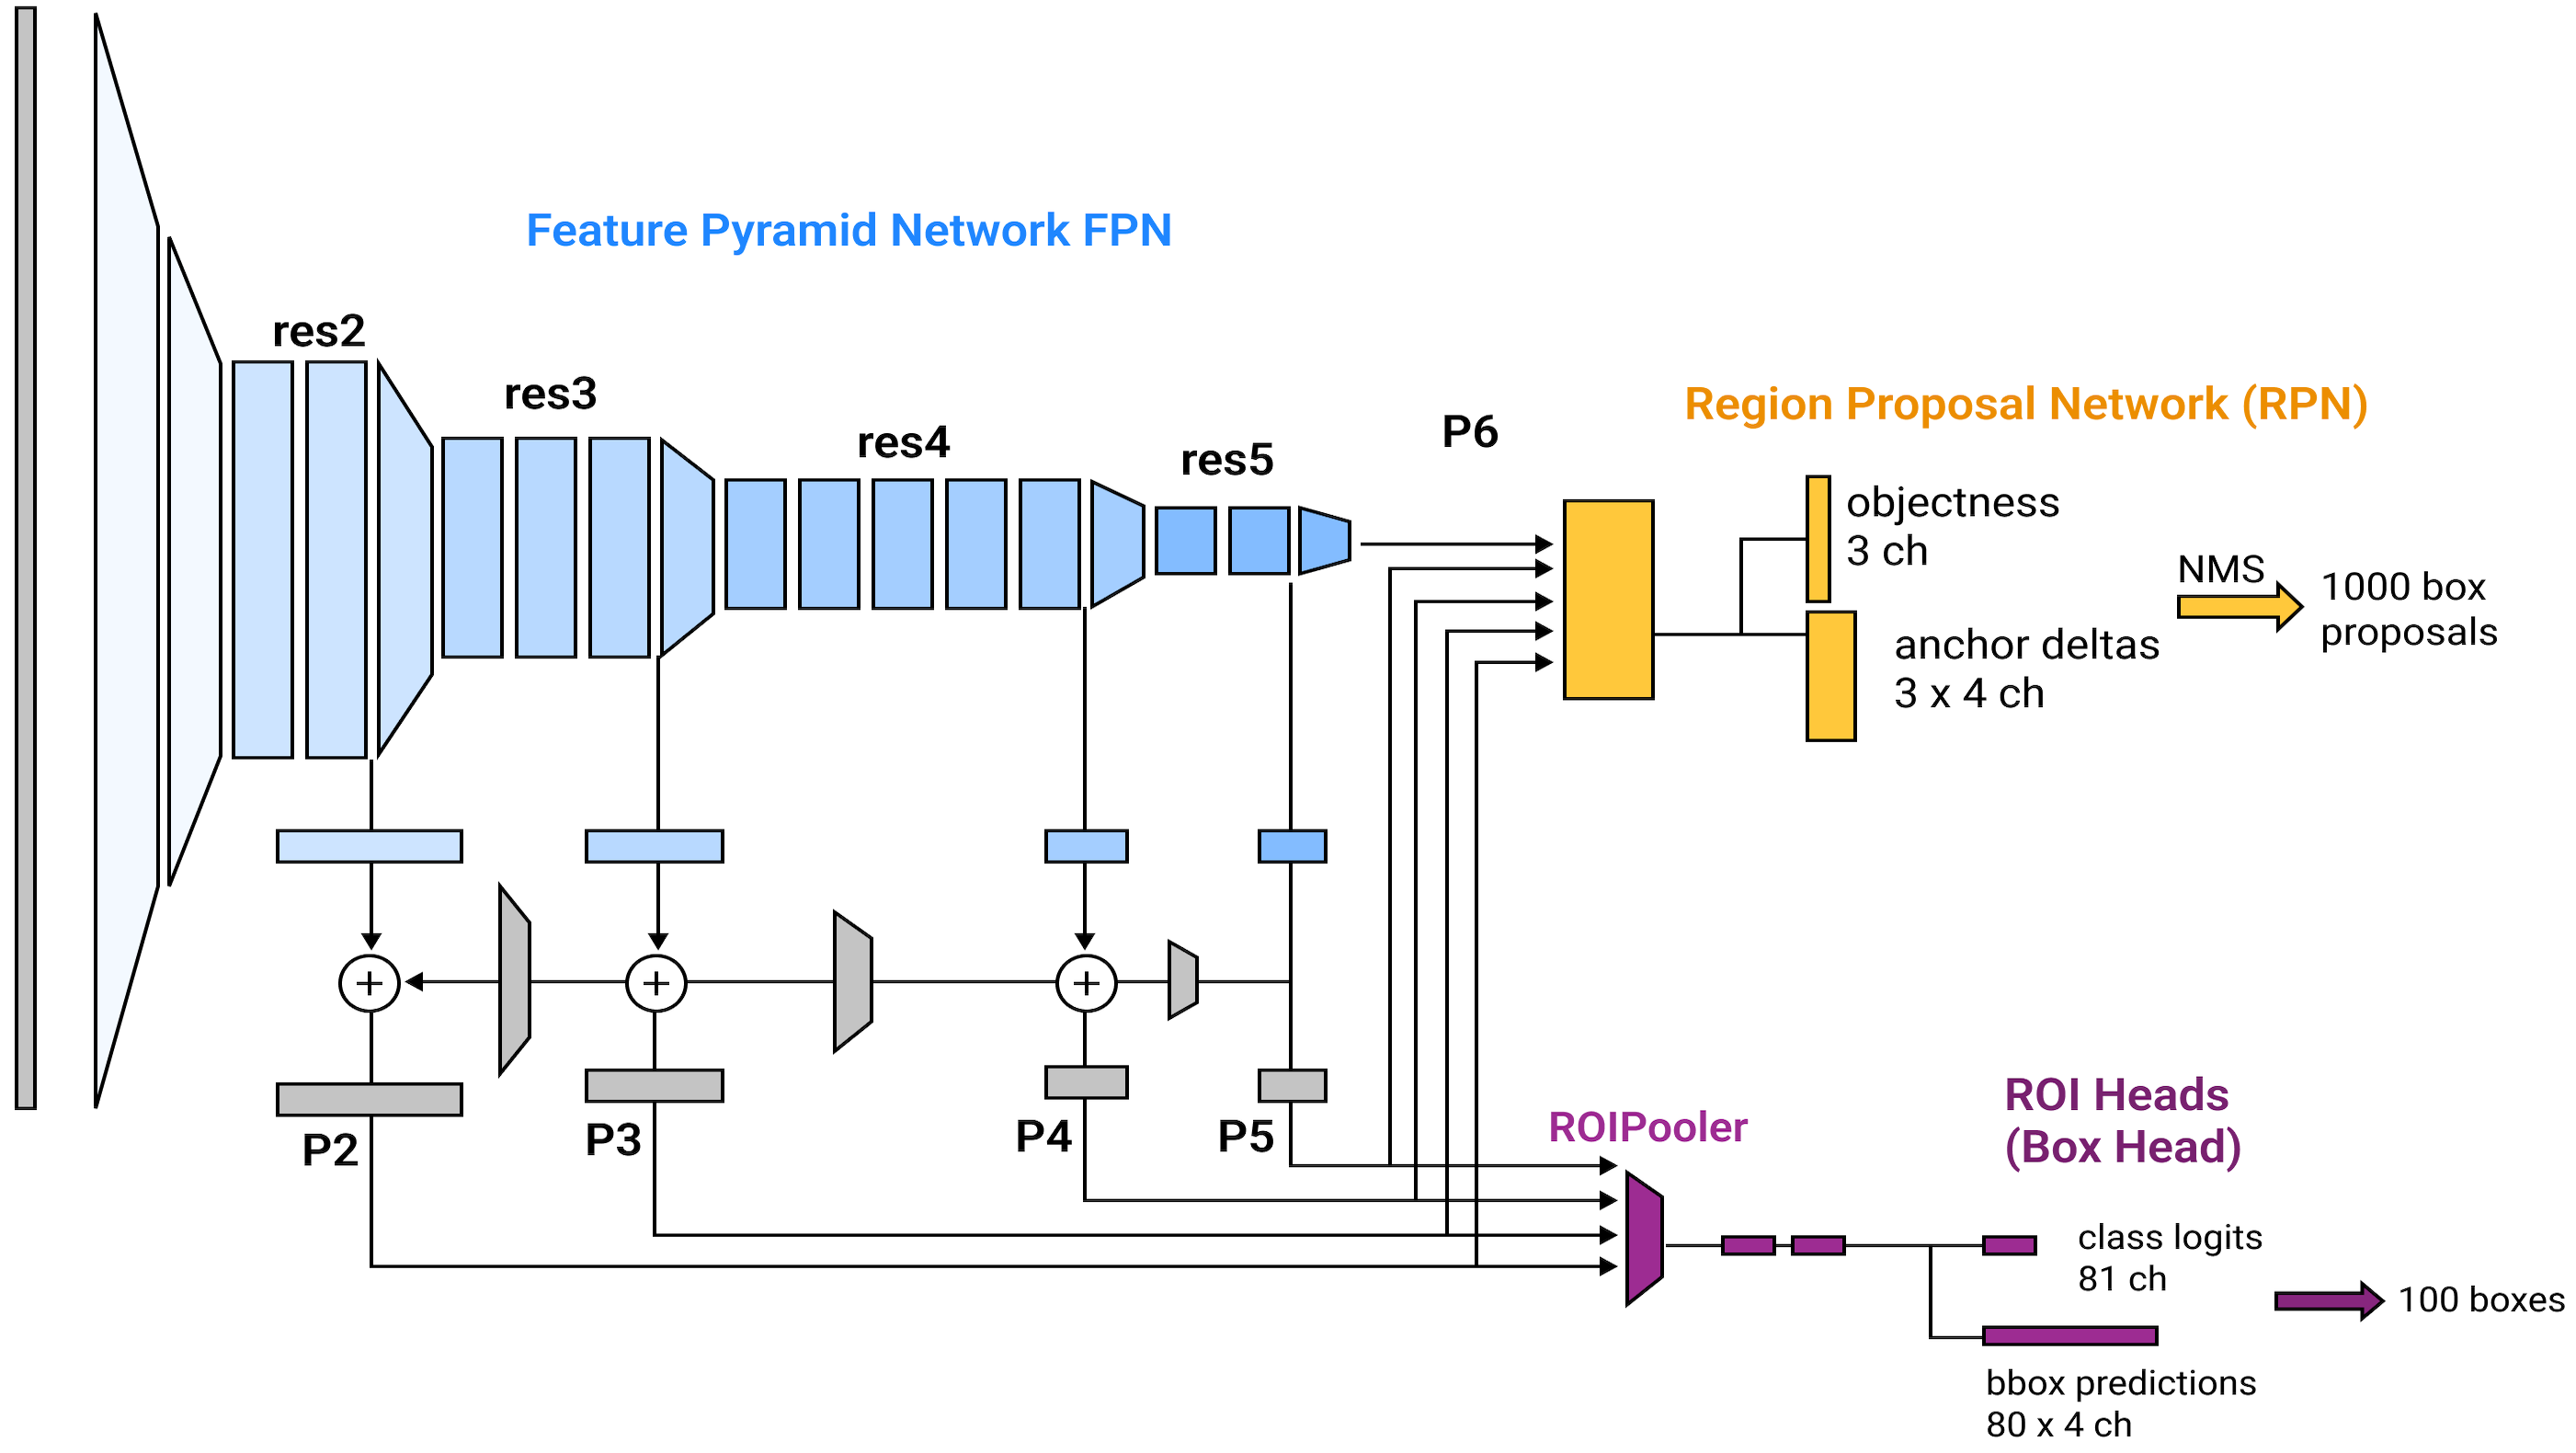 Feature Pyramid Network FPN
res2
res3
res4
res5
P6
Region Proposal Network (RPN)
objectness
3 ch
anchor deltas
3 x 4 ch
NMS
1000 box
proposals
+
+
+
P2
P3
P4
P5
ROIPooler
ROI Heads
(Box Head)
class logits
81 ch
100 boxes
bbox predictions
80 x 4 ch